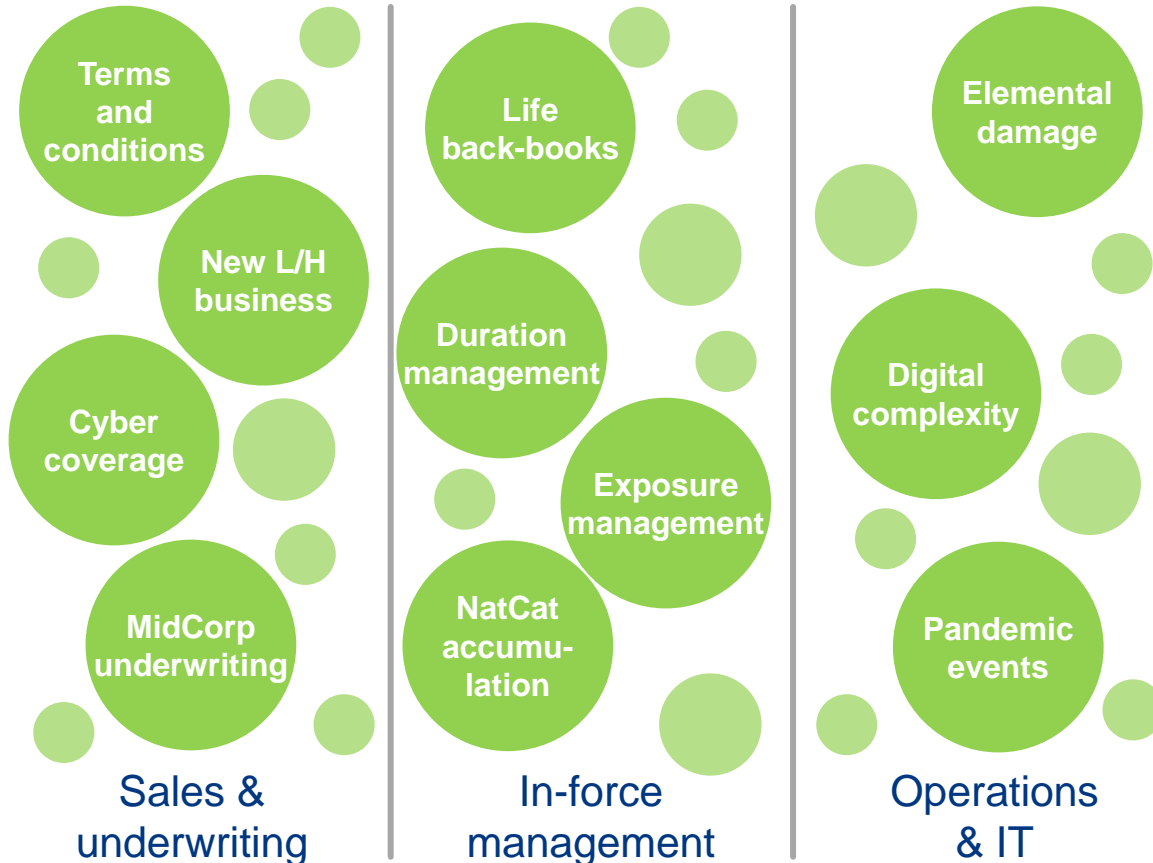 Terms
and
conditions
New L/H
business
Cyber
coverage
MidCorp
underwriting
Sales &
underwriting
Life
back-books
Duration
management
Exposure
management
NatCat
accumu-
lation
In-force
management
Elemental
damage
Digital
complexity
Pandemic
events
Operations
& IT